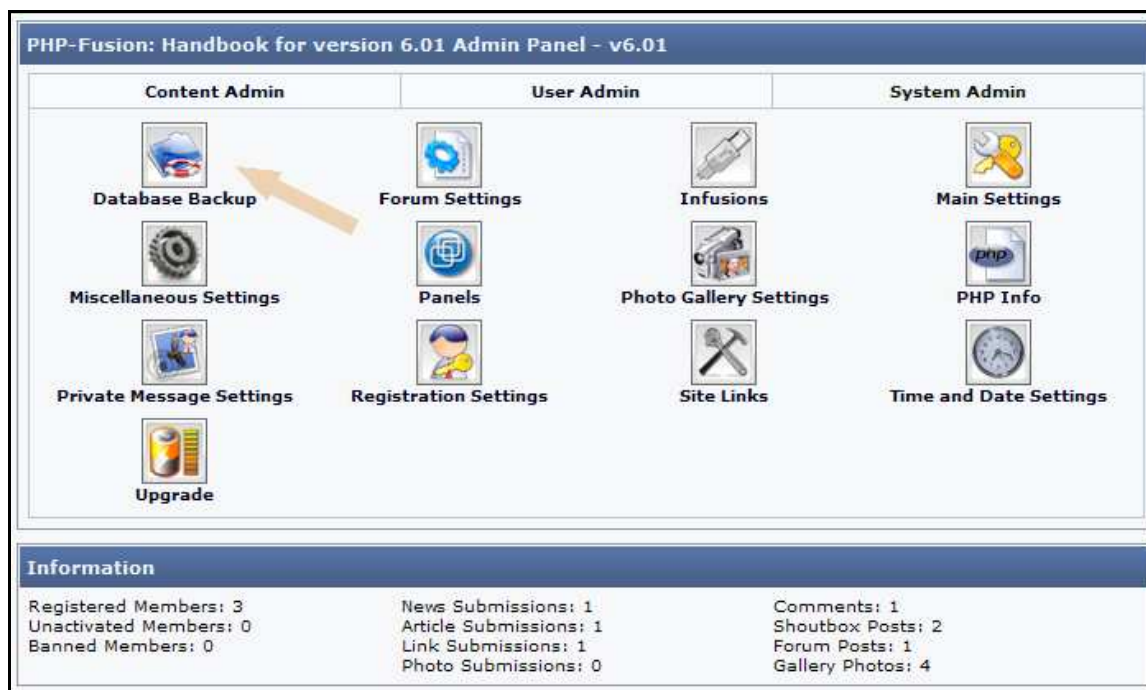 PHP-Fusion: Handbook for version 6.01 Admin Panel - v6.01
Content Admin User Admin System Admin
Database Backup Forum Settings Infusions Main Settings
php
Miscellaneous Settings Panels Photo Gallery Settings PHP Info
Private Message Settings Registration Settings Site Links Time and Date Settings
Upgrade
Information
Registered Members: 3 News Submissions: 1 Comments: 1
Unactivated Members: 0 Article Submissions: 1 Shoutbox Posts: 2
Banned Members: 0 Link Submissions: 1 Forum Posts: 1
Photo Submissions: 0 Gallery Photos: 4